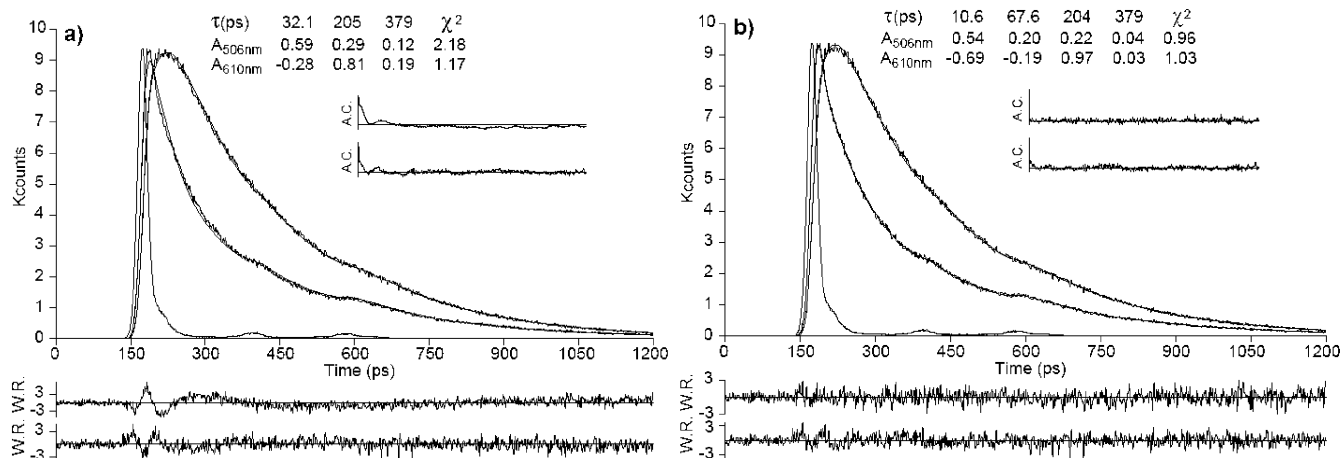 a)
τ(ps) 32.1 205 379 χ²
A506nm 0.59 0.29 0.12 2.18
A610nm -0.28 0.81 0.19 1.17
A.C.
A.C.
Kcounts
10
9
8
7
6
5
4
3
2
1
0
0 150 300 450 600 750 900 1050 1200
Time (ps)
W.R.
3
-3
W.R.
3
-3
b)
τ(ps) 10.6 67.6 204 379 χ²
A506nm 0.54 0.20 0.22 0.04 0.96
A610nm -0.69 -0.19 0.97 0.03 1.03
A.C.
A.C.
Kcounts
10
9
8
7
6
5
4
3
2
1
0
0 150 300 450 600 750 900 1050 1200
Time (ps)
W.R.
3
-3
W.R.
3
-3